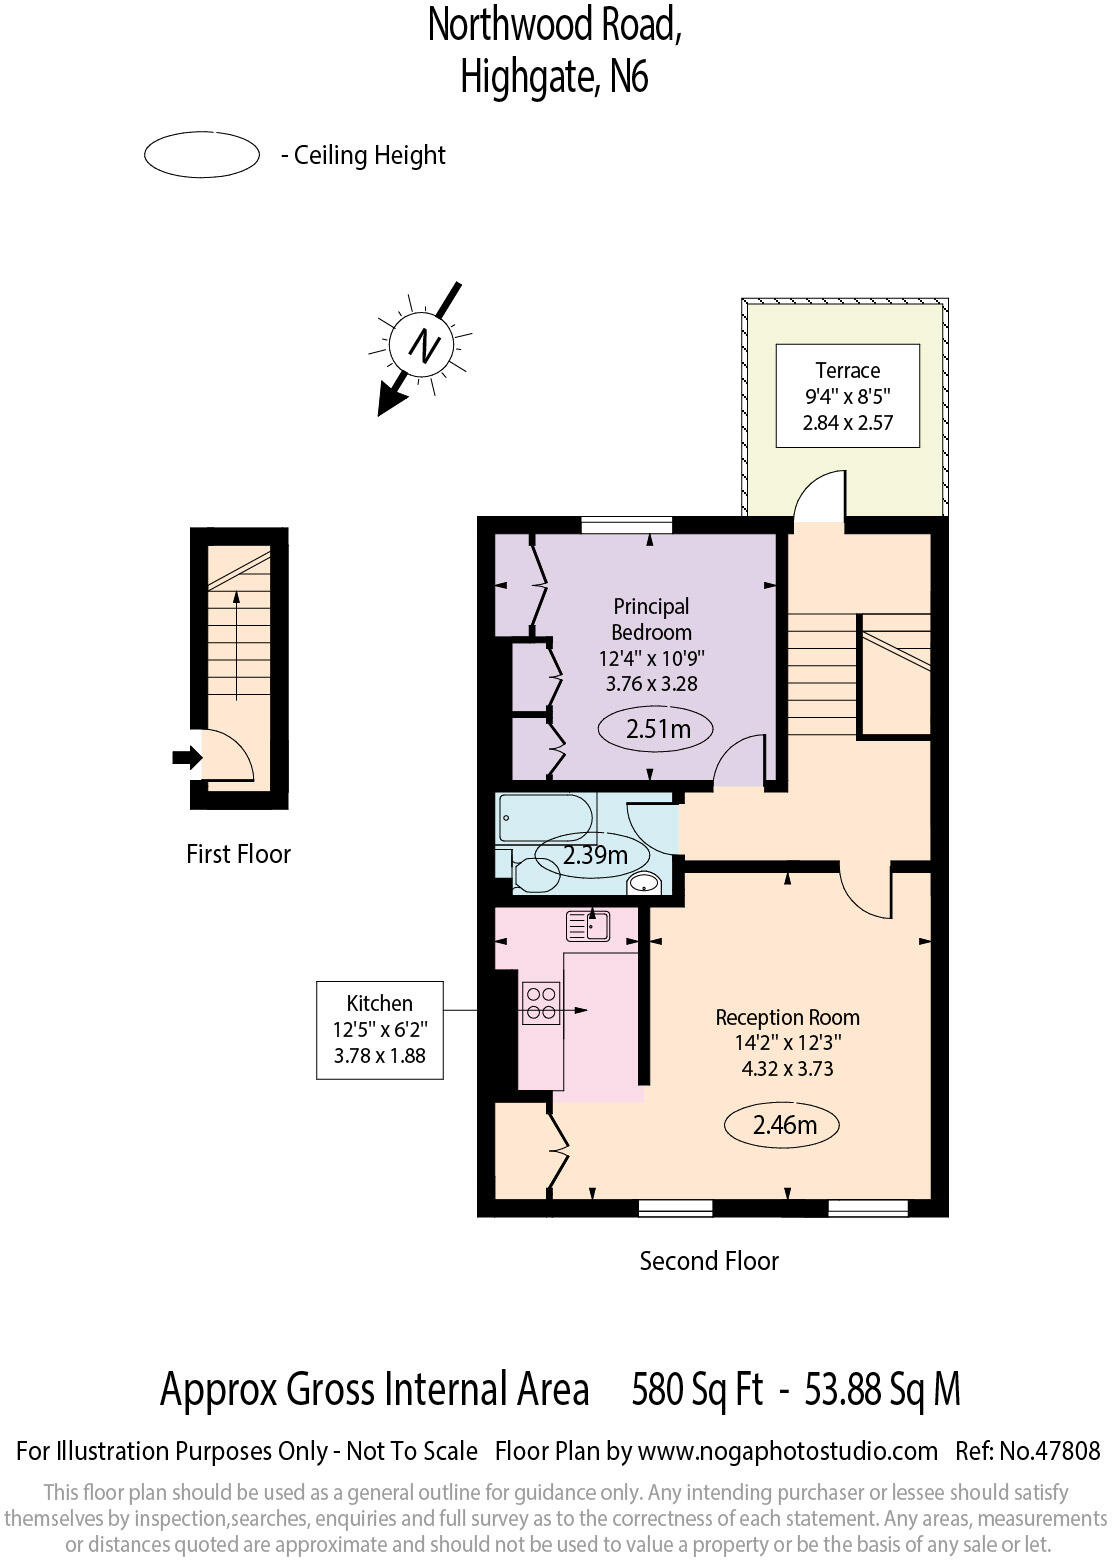 Northwood Road,
Highgate, N6
- Ceiling Height
N
Terrace
9'4" x 8'5"
2.84 x 2.57
Principal
Bedroom
12'4" x 10'9"
3.76 x 3.28
2.51m
First Floor
2.39m
Kitchen
12'5" x 6'2"
3.78 x 1.88
Reception Room
14'2" x 12'3"
4.32 x 3.73
2.46m
Second Floor
Approx Gross Internal Area 580 Sq Ft - 53.88 Sq M
For Illustration Purposes Only - Not To Scale Floor Plan by www.nogaphotostudio.com Ref: No.47808
This floor plan should be used as a general outline for guidance only. Any intending purchaser or lessee should satisfy
themselves by inspection,searches, enquiries and full survey as to the correctness of each statement. Any areas, measurements
or distances quoted are approximate and should not be used to value a property or be the basis of any sale or let.